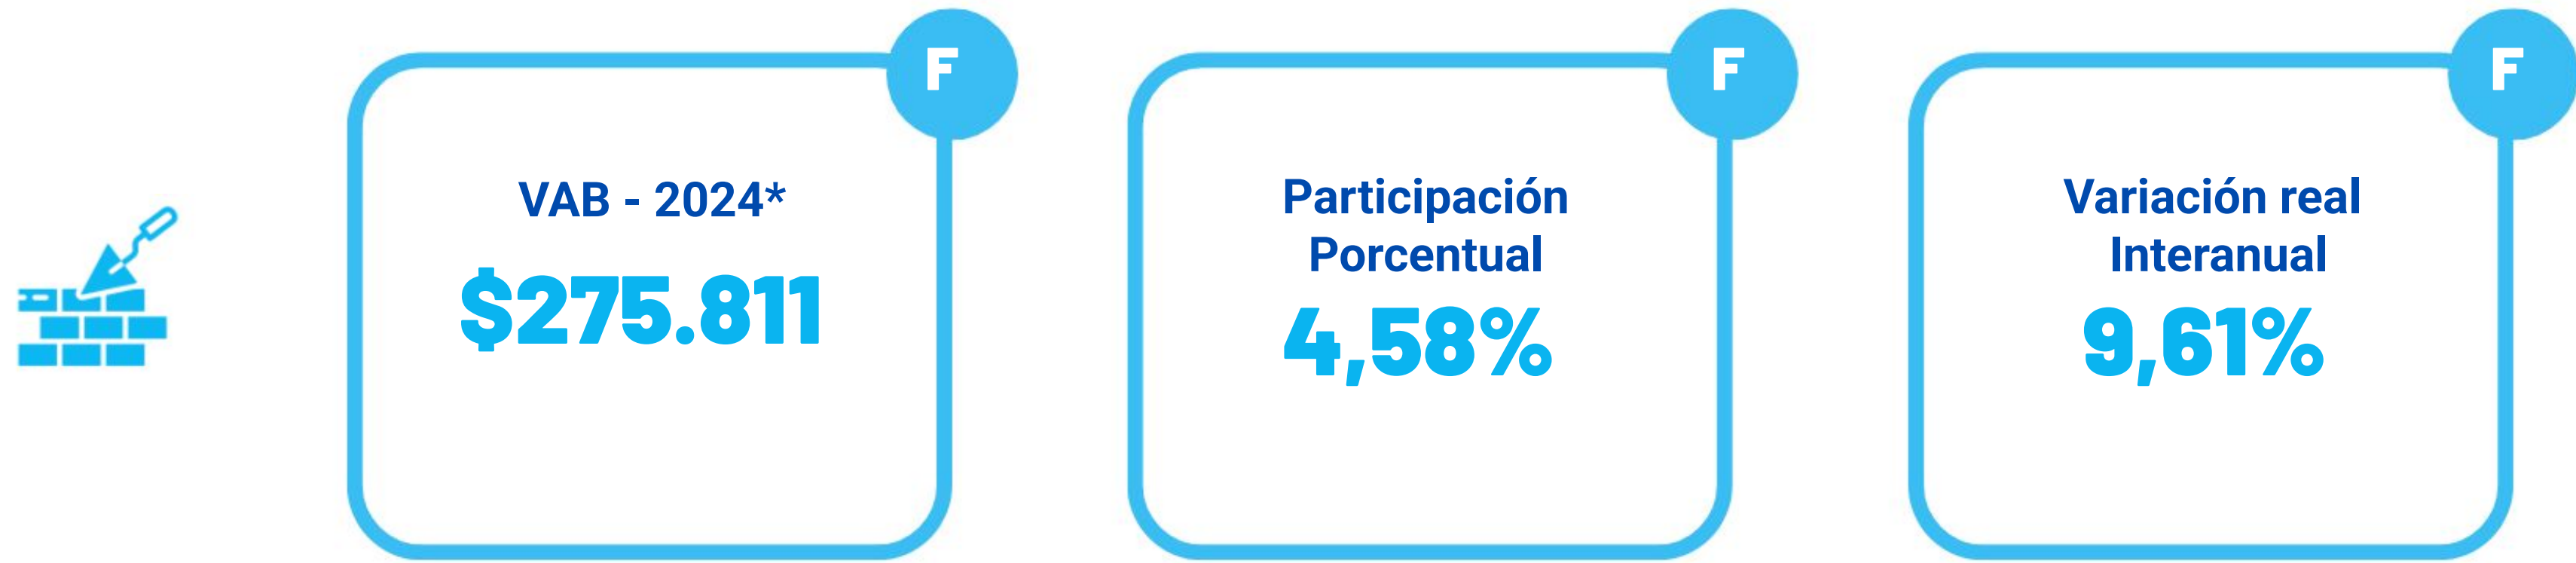 F
VAB - 2024*
$275.811
F
Participación
Porcentual
4,58%
F
Variación real
Interanual
9,61%